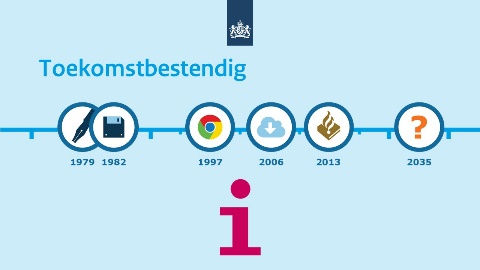 Toekomstbestendig
?
1979 1982 1997 2006 2013 2035
i